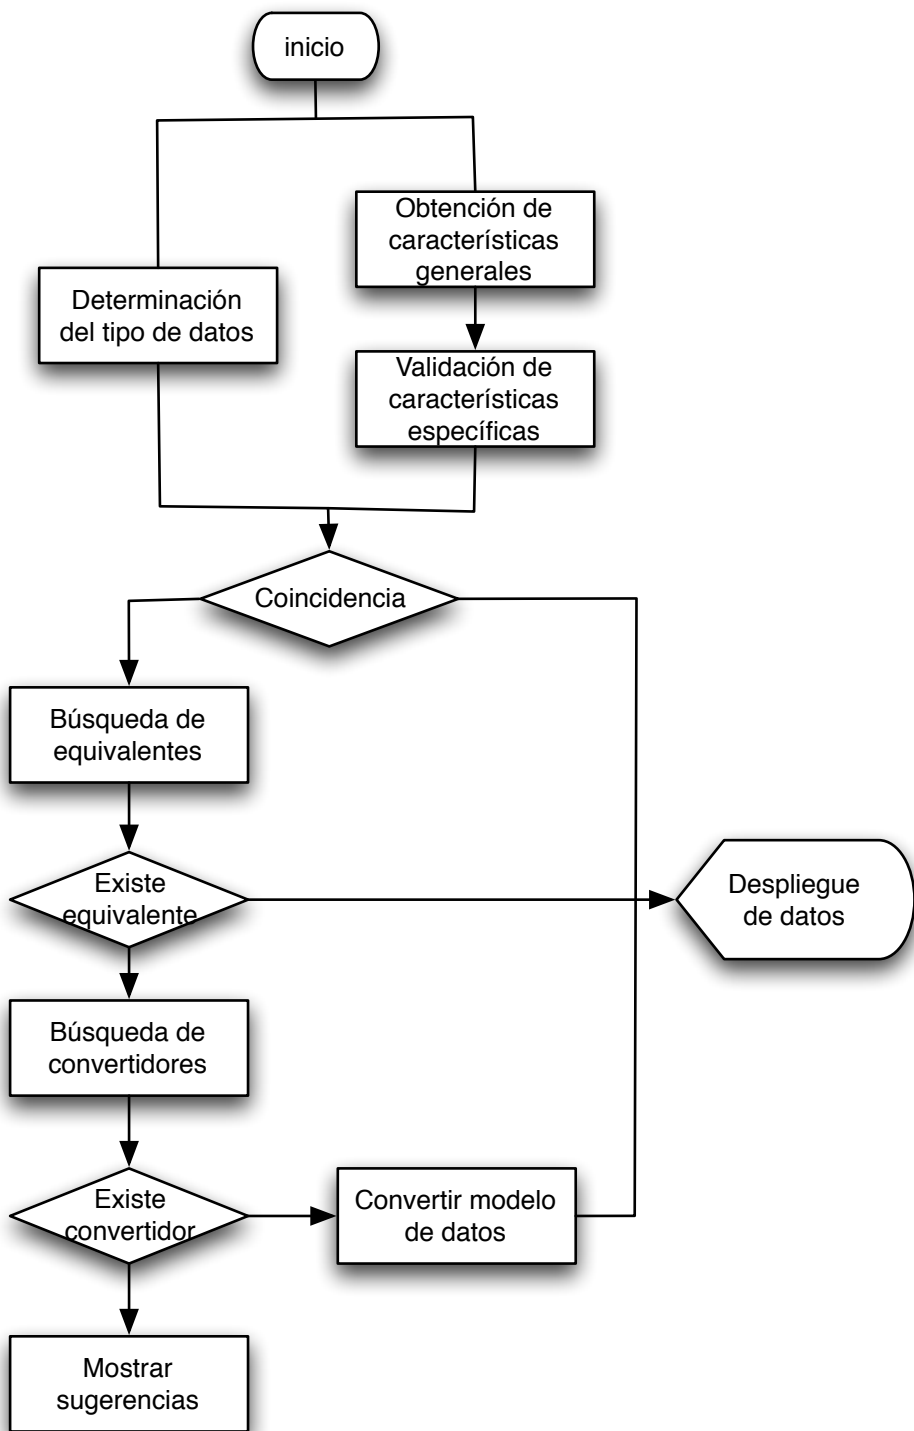 inicio
Obtención de
características
generales
Determinación
del tipo de datos
Validación de
características
específicas
Coincidencia
Búsqueda de
equivalentes
Existe
equivalente
Despliegue
de datos
Búsqueda de
convertidores
Existe
convertidor
Convertir modelo
de datos
Mostrar
sugerencias